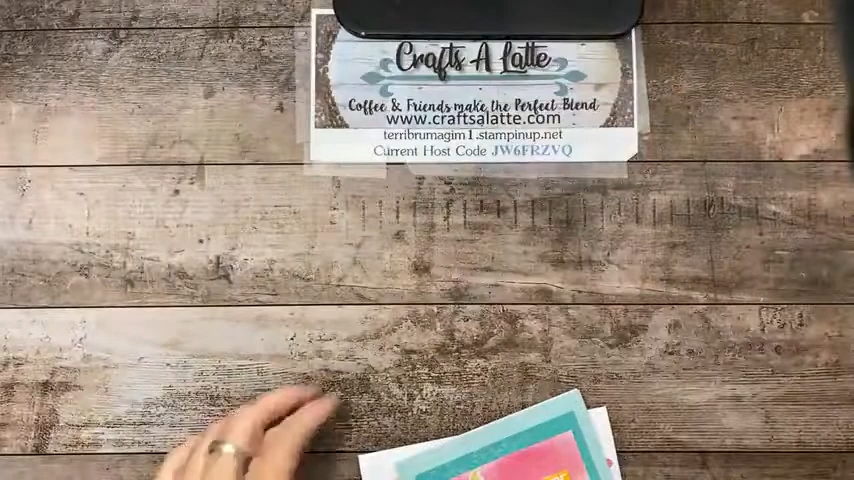 Crafts A Latte
Coffee & Friends make the Perfect Blend
www.craftsalatte.com
terribrumagim1.stampinup.net
Current Host Code JW6FRZVQ